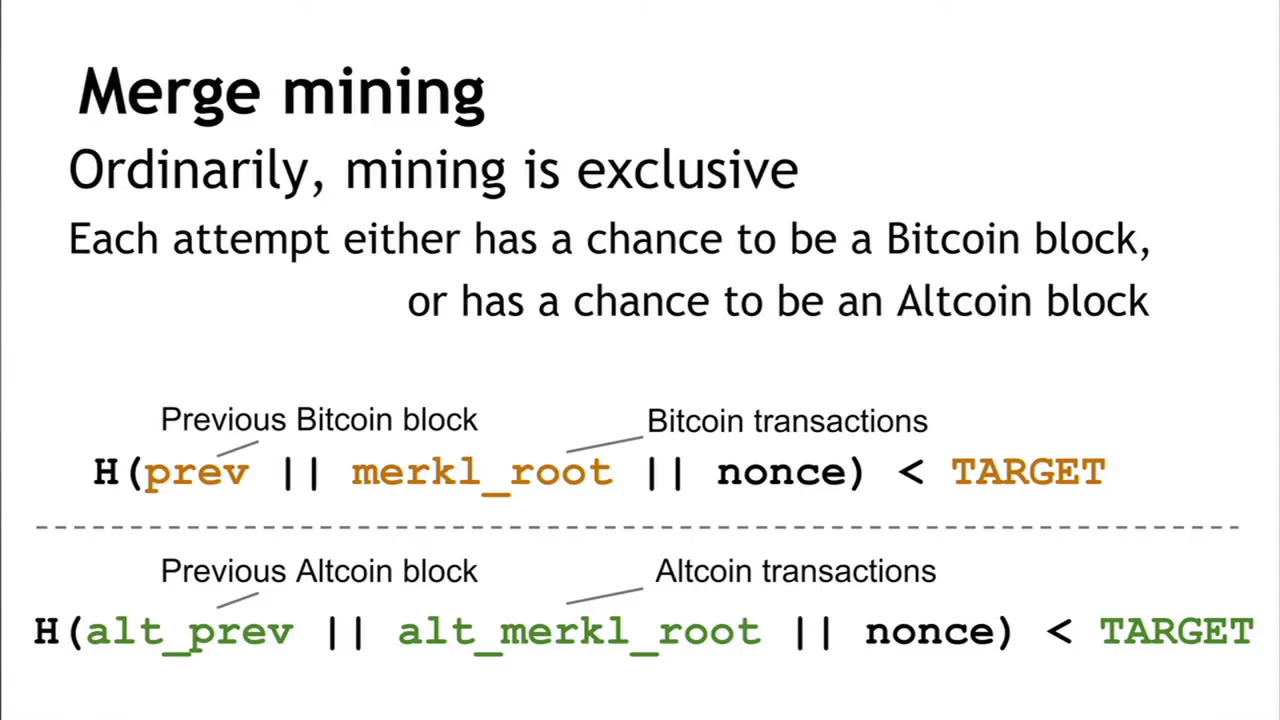 Merge mining
Ordinarily, mining is exclusive
Each attempt either has a chance to be a Bitcoin block,
or has a chance to be an Altcoin block
Previous Bitcoin block
Bitcoin transactions
H(prev || merkl_root || nonce) < TARGET
Previous Altcoin block
Altcoin transactions
H(alt_prev || alt_merkl_root || nonce) < TARGET